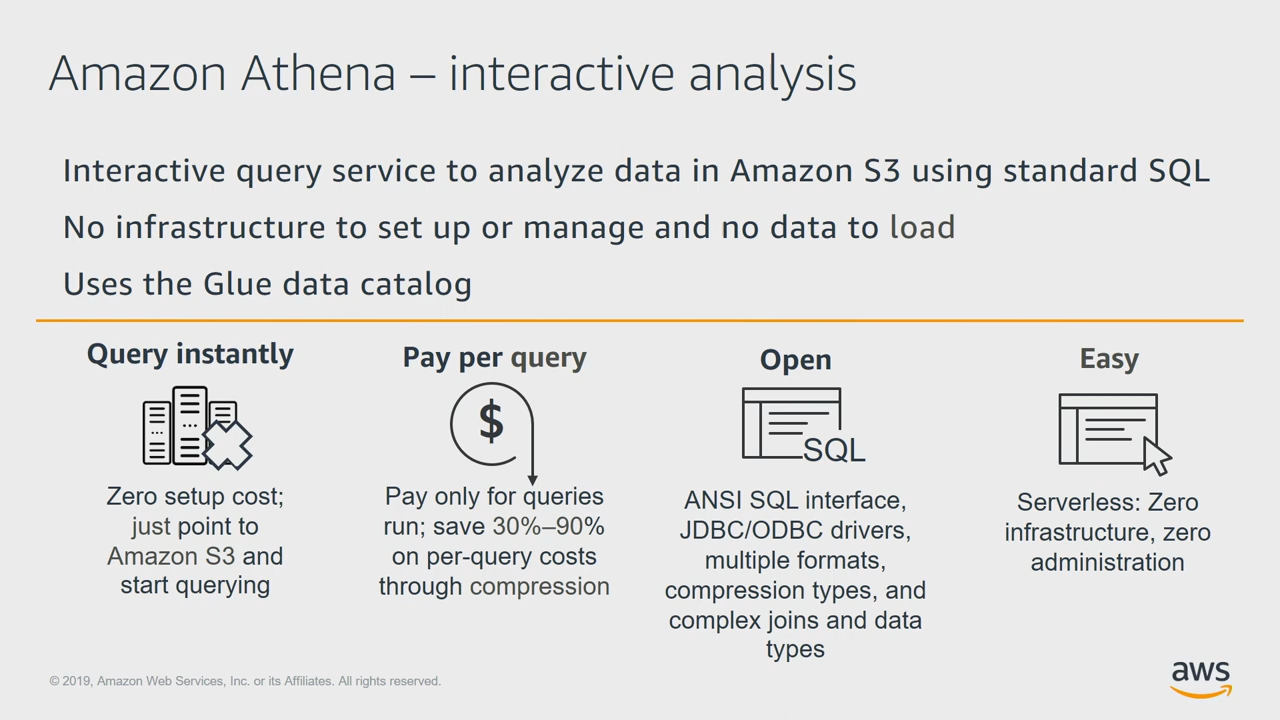 Amazon Athena – interactive analysis
Interactive query service to analyze data in Amazon S3 using standard SQL
No infrastructure to set up or manage and no data to load
Uses the Glue data catalog
Query instantly
Zero setup cost;
just point to
Amazon S3 and
start querying
Pay per query
$
Pay only for queries
run; save 30%–90%
on per-query costs
through compression
Open
SQL
ANSI SQL interface,
JDBC/ODBC drivers,
multiple formats,
compression types, and
complex joins and data
types
Easy
Serverless: Zero
infrastructure, zero
administration
© 2019, Amazon Web Services, Inc. or its Affiliates. All rights reserved.
aws